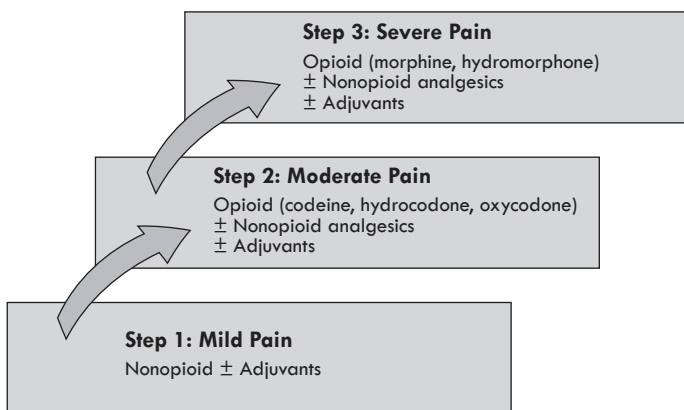 Step 3: Severe Pain
Opioid (morphine, hydromorphone)
± Nonopioid analgesics
± Adjuvants
Step 2: Moderate Pain
Opioid (codeine, hydrocodone, oxycodone)
± Nonopioid analgesics
± Adjuvants
Step 1: Mild Pain
Nonopioid ± Adjuvants